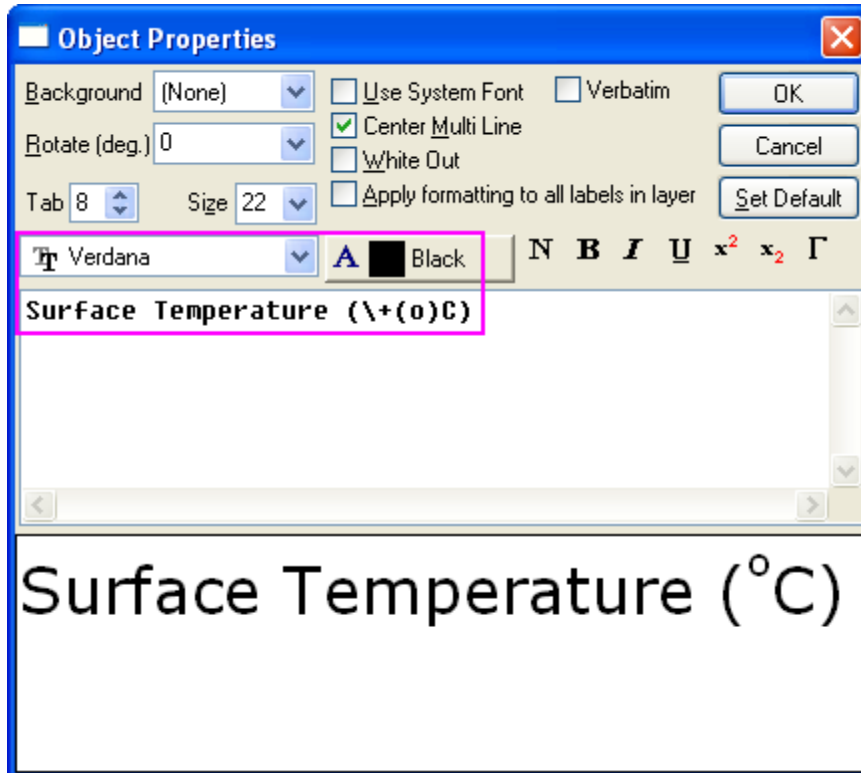 Object Properties
Background (None) Use System Font Verbatim OK
Rotate (deg.) 0 Center Multi Line Cancel
White Out
Tab 8 Size 22 Apply formatting to all labels in layer Set Default
Verdana A Black N B I U x² x₂ Γ
Surface Temperature (\+(o)C)
Surface Temperature (°C)